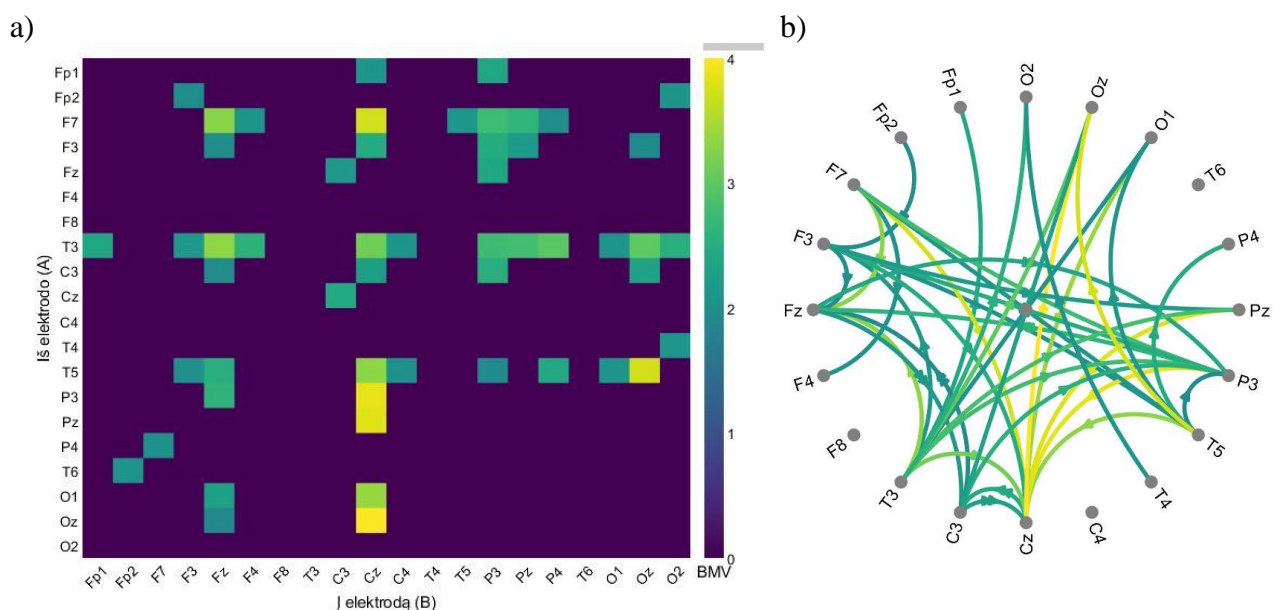 a)
Fp1
Fp2
F7
F3
Fz
F4
F8
T3
C3
Cz
C4
T4
T5
P3
Pz
P4
T6
O1
Oz
O2
Iš elektrodo (A)
Fp1 Fp2 F7 F3 Fz F4 F8 T3 C3 Cz C4 T4 T5 P3 Pz P4 T6 O1 Oz O2
Į elektrodą (B)
4
3
2
1
0
BMV
b)
Fp1
O2
Oz
O1
T6
P4
Pz
P3
T5
T4
C4
Cz
C3
T3
F8
F4
Fz
F3
F7
Fp2